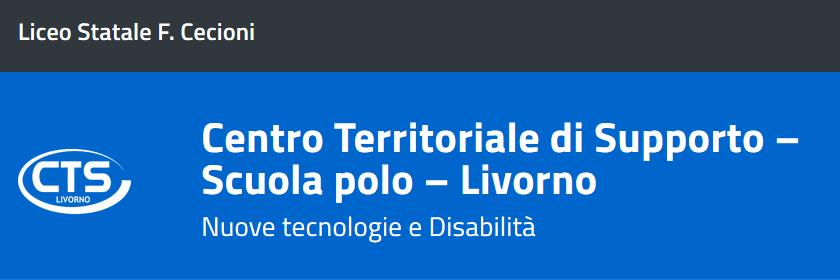 Liceo Statale F. Cecioni
Centro Territoriale di Supporto –
Scuola polo – Livorno
CTS
LIVORNO
Nuove tecnologie e Disabilità